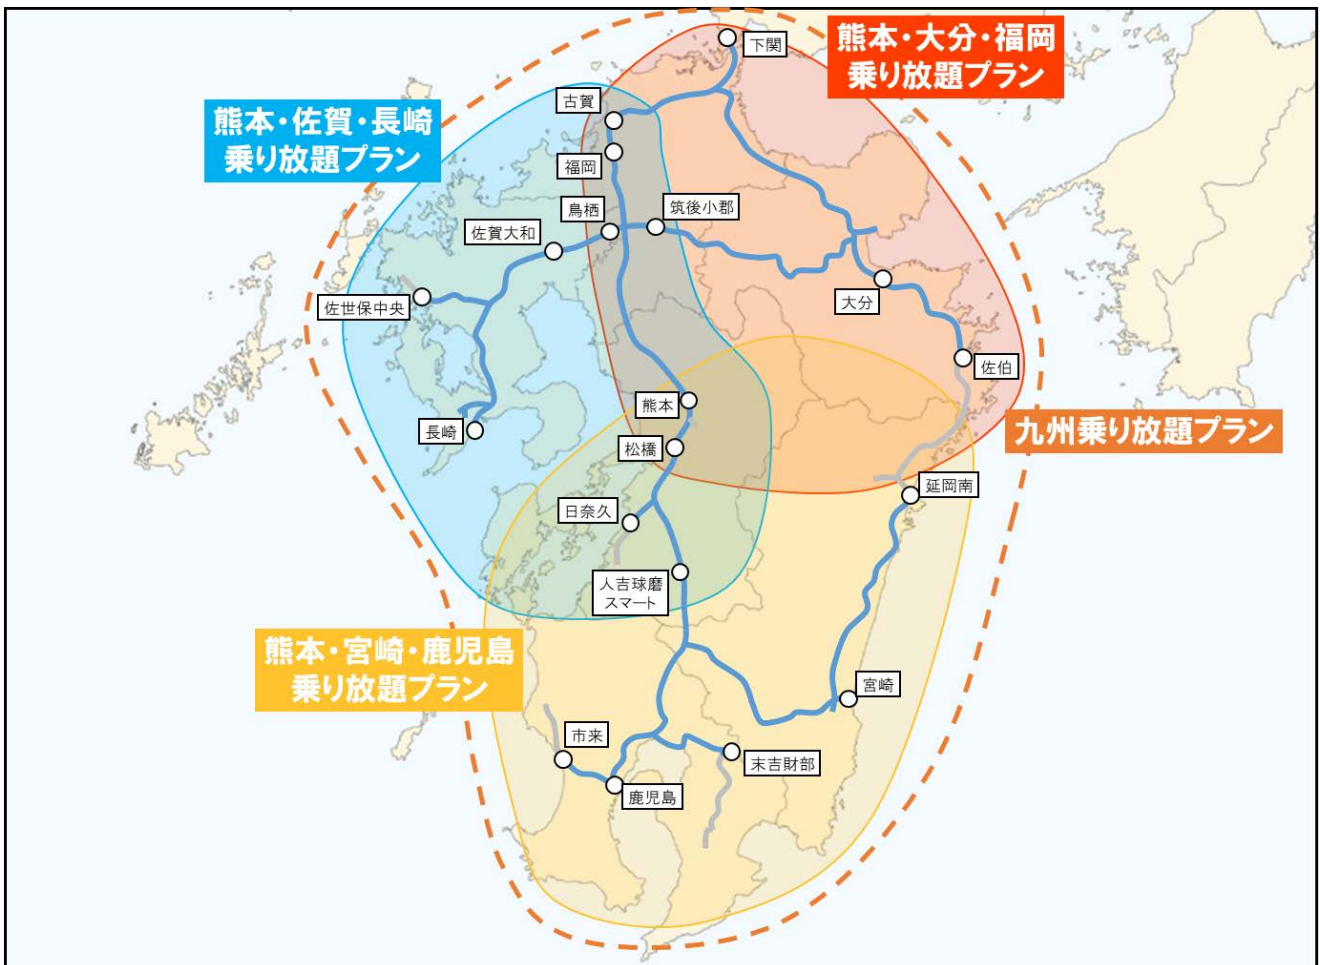 下関
熊本・大分・福岡
乗り放題プラン
古賀
熊本・佐賀・長崎
乗り放題プラン
福岡
鳥栖
筑後小郡
佐賀大和
佐世保中央
大分
佐伯
熊本
長崎
松橋
九州乗り放題プラン
延岡南
日奈久
人吉球磨
スマート
熊本・宮崎・鹿児島
乗り放題プラン
宮崎
市来
末吉財部
鹿児島